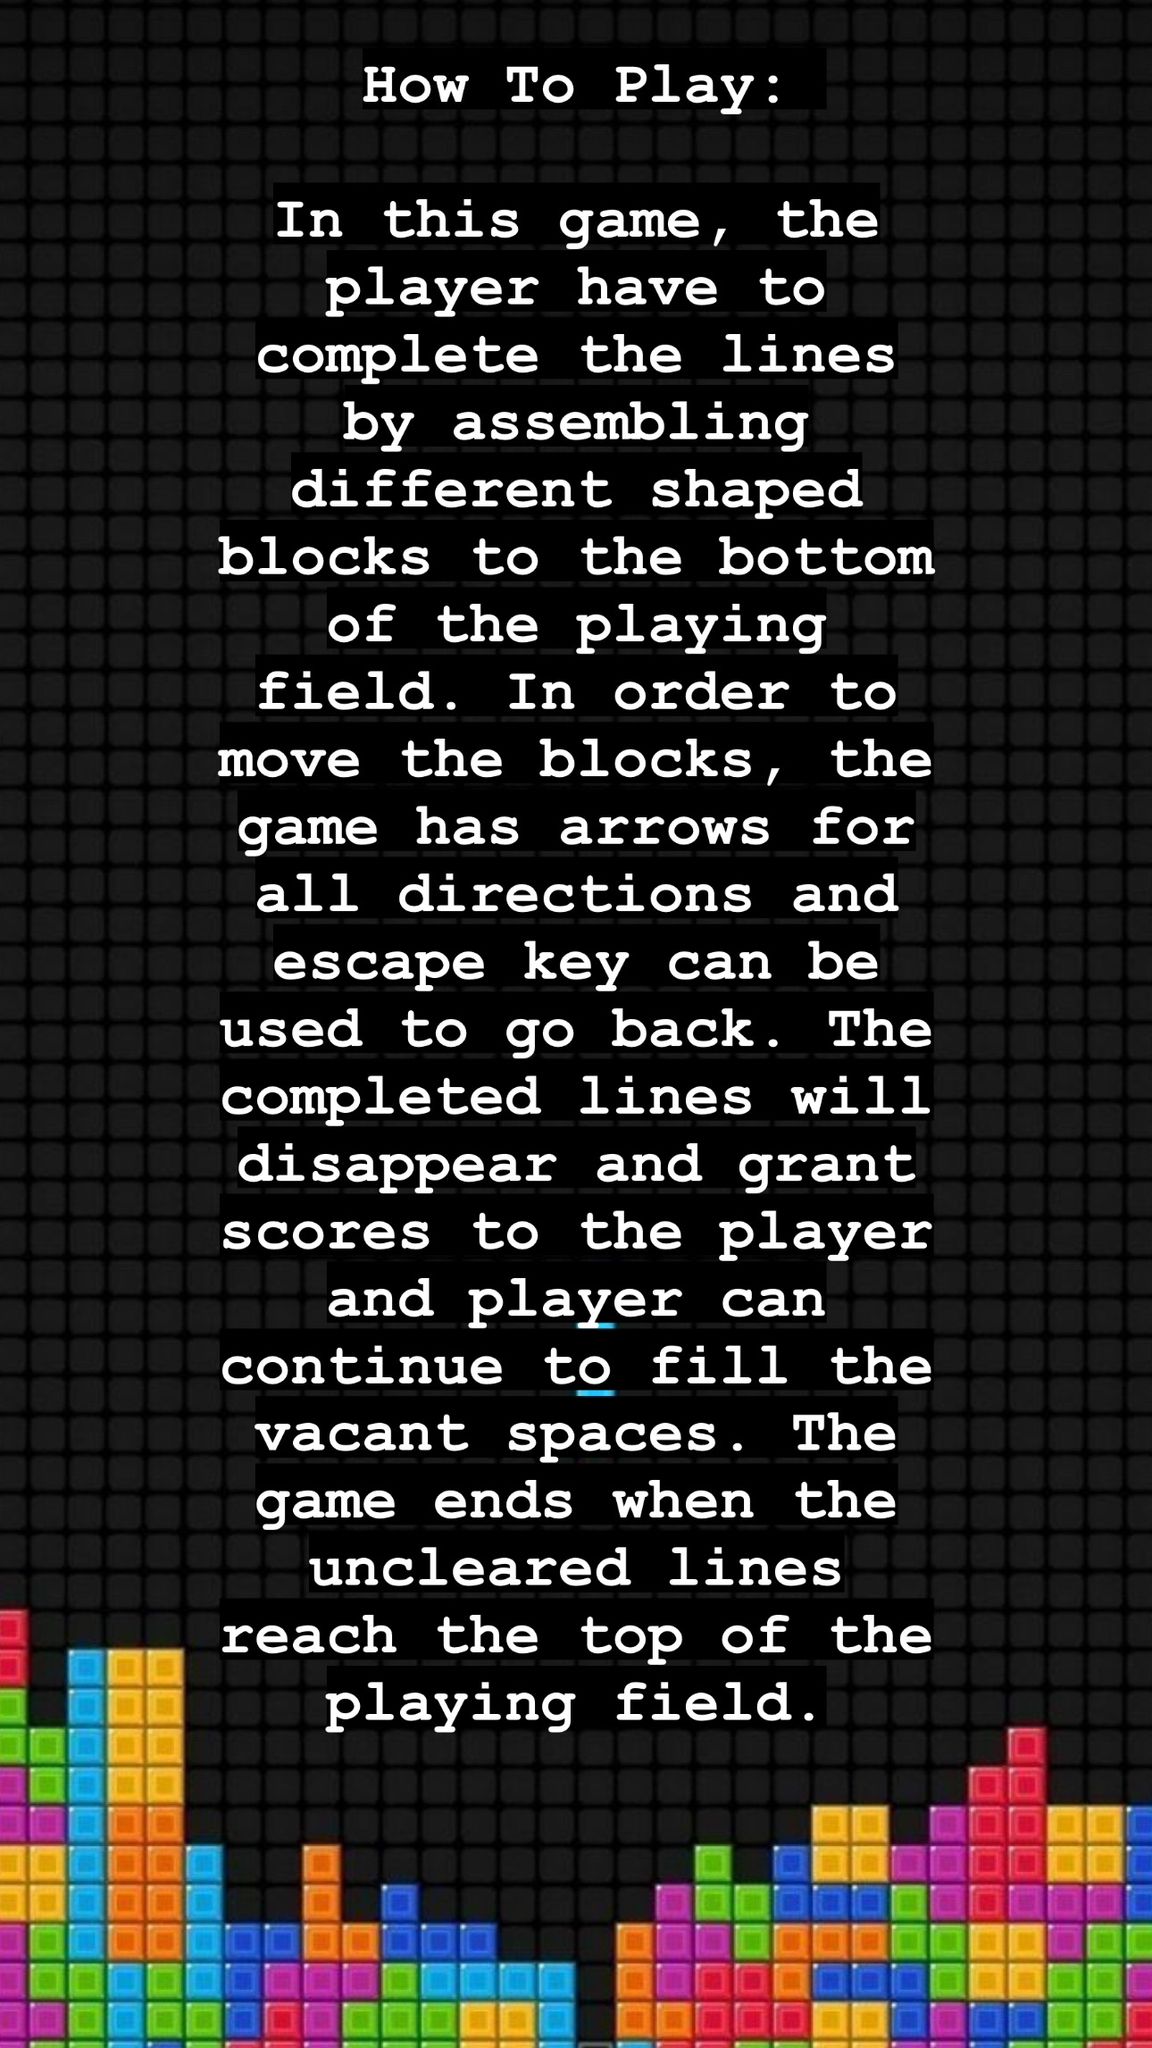 How To Play:
In this game, the
player have to
complete the lines
by assembling
different shaped
blocks to the bottom
of the playing
field. In order to
move the blocks, the
game has arrows for
all directions and
escape key can be
used to go back. The
completed lines will
disappear and grant
scores to the player
and player can
continue to fill the
vacant spaces. The
game ends when the
uncleared lines
reach the top of the
playing field.